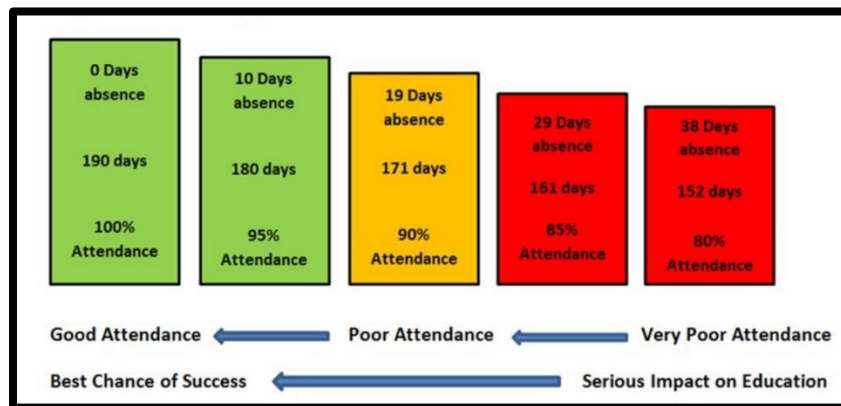 0 Days
absence
190 days
100%
Attendance
10 Days
absence
180 days
95%
Attendance
19 Days
absence
171 days
90%
Attendance
29 Days
absence
161 days
85%
Attendance
38 Days
absence
152 days
80%
Attendance
Good Attendance Poor Attendance Very Poor Attendance
Best Chance of Success Serious Impact on Education